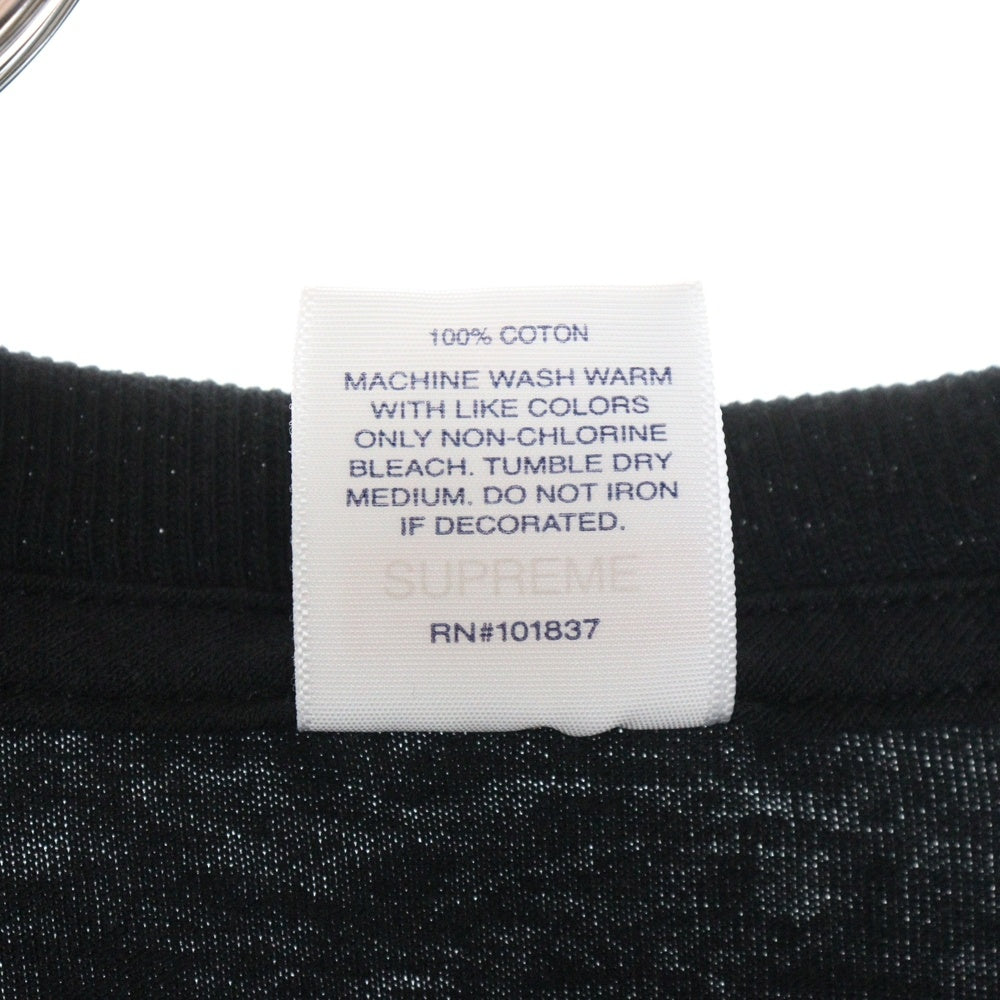 100% COTON
MACHINE WASH WARM
WITH LIKE COLORS
ONLY NON-CHLORINE
BLEACH. TUMBLE DRY
MEDIUM. DO NOT IRON
IF DECORATED.
SUPREME
RN#101837